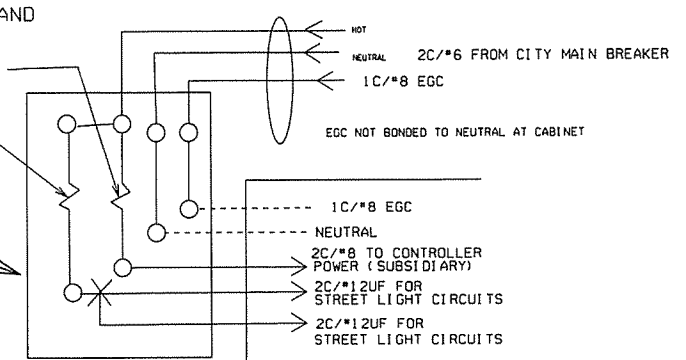 AND
HOT
NEUTRAL 2C/#6 FROM CITY MAIN BREAKER
1C/#8 EGC
EGC NOT BONDED TO NEUTRAL AT CABINET
1C/#8 EGC
NEUTRAL
2C/#8 TO CONTROLLER
POWER (SUBSIDIARY)
2C/#12UF FOR
STREET LIGHT CIRCUITS
2C/#12UF FOR
STREET LIGHT CIRCUITS